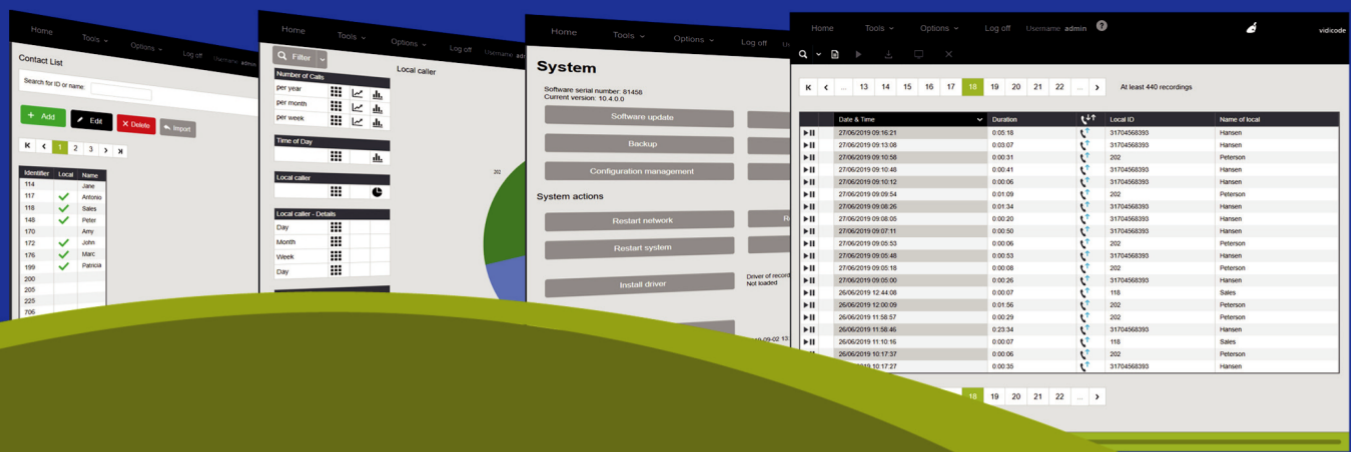 Home Tools Options Log off Username admin
Contact List
Search for ID or name:
+ Add Edit X Delete Import
K < 1 2 3 >
Identifier Local Name
114 Jane
117 Antonio
118 Sales
148 Peter
170 Amy
172 John
176 Marc
199 Patricia
200
205
225
706
Home Tools Options Log off Username
Filter
Local caller
Number of Calls
per year
per month
per week
Time of Day
Local caller
Local caller - Details
Day
Month
Week
Day
20
Home Tools Options Log off
System
Software serial number: 81456
Current version: 10.4.0.0
Software update
Backup
Configuration management
System actions
Restart network
Restart system
Install driver
Driver of record
Not loaded
Home Tools Options Log off Username admin ? vidicode
K < ... 13 14 15 16 17 18 19 20 21 22 ... > At least 440 recordings
Date & Time Duration Local ID Name of local
27/06/2019 09:16:21 0:05:18 31704568393 Hansen
27/06/2019 09:13:08 0:03:07 31704568393 Hansen
27/06/2019 09:10:58 0:00:31 202 Peterson
27/06/2019 09:10:48 0:00:41 31704568393 Hansen
27/06/2019 09:10:12 0:00:06 31704568393 Hansen
27/06/2019 09:09:54 0:01:09 202 Peterson
27/06/2019 09:08:26 0:01:34 31704568393 Hansen
27/06/2019 09:08:05 0:00:20 31704568393 Hansen
27/06/2019 09:07:11 0:00:50 31704568393 Hansen
27/06/2019 09:05:53 0:00:06 202 Peterson
27/06/2019 09:05:48 0:00:53 31704568393 Hansen
27/06/2019 09:05:18 0:00:08 202 Peterson
27/06/2019 09:05:00 0:00:26 31704568393 Hansen
26/06/2019 12:44:08 0:00:07 118 Sales
26/06/2019 12:00:09 0:01:56 202 Peterson
26/06/2019 11:58:57 0:00:29 202 Peterson
26/06/2019 11:58:46 0:23:34 31704568393 Hansen
26/06/2019 11:10:16 0:00:07 118 Sales
26/06/2019 10:17:37 0:00:06 202 Peterson
10:17:27 0:00:35 31704568393 Hansen
18 19 20 21 22 ... >